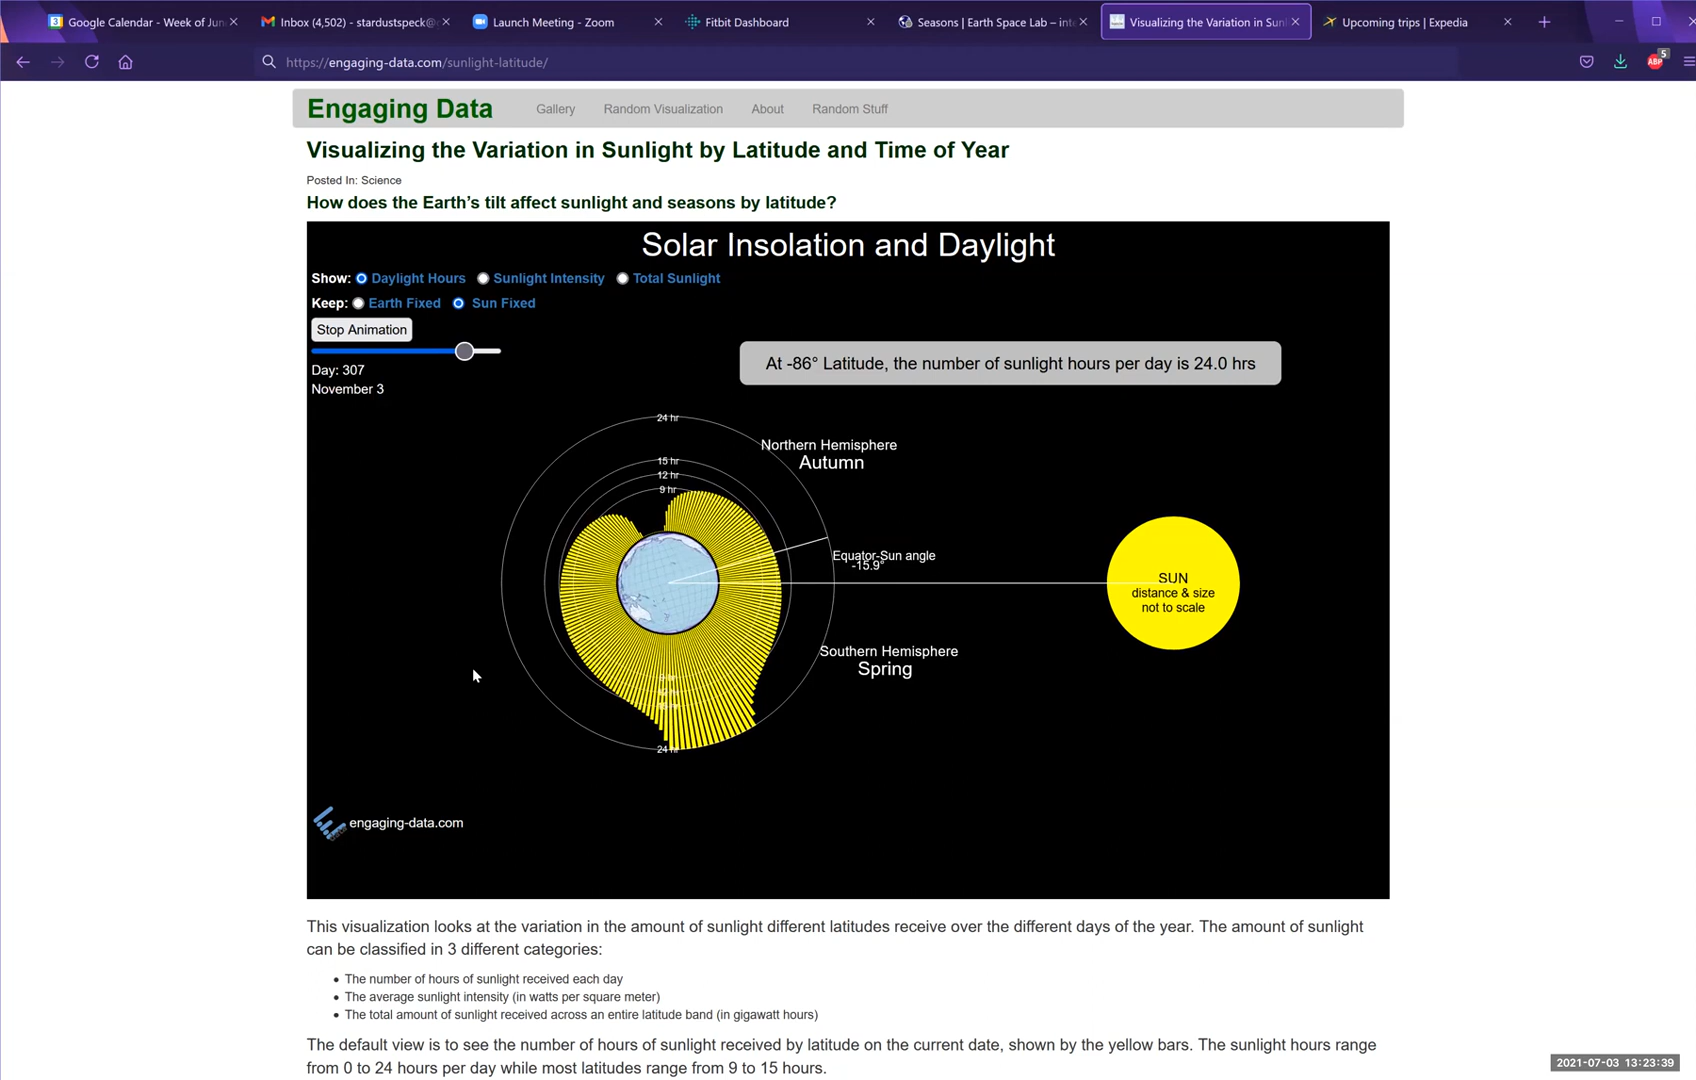 Google Calendar - Week of Jun
Inbox (4,502) - stardustspeck@
Launch Meeting - Zoom
Fitbit Dashboard
Seasons | Earth Space Lab – inte
Visualizing the Variation in Sunl
Upcoming trips | Expedia
https://engaging-data.com/sunlight-latitude/
ABP
5
Engaging Data
Gallery
Random Visualization
About
Random Stuff
Visualizing the Variation in Sunlight by Latitude and Time of Year
Posted In: Science
How does the Earth's tilt affect sunlight and seasons by latitude?
Solar Insolation and Daylight
Show: Daylight Hours Sunlight Intensity Total Sunlight
Keep: Earth Fixed Sun Fixed
Stop Animation
Day: 307
November 3
At -86° Latitude, the number of sunlight hours per day is 24.0 hrs
24 hr
15 hr
12 hr
9 hr
Northern Hemisphere
Autumn
Equator-Sun angle
-15.9°
SUN
distance & size
not to scale
Southern Hemisphere
Spring
24 hr
engaging-data.com
This visualization looks at the variation in the amount of sunlight different latitudes receive over the different days of the year. The amount of sunlight
can be classified in 3 different categories:
• The number of hours of sunlight received each day
• The average sunlight intensity (in watts per square meter)
• The total amount of sunlight received across an entire latitude band (in gigawatt hours)
The default view is to see the number of hours of sunlight received by latitude on the current date, shown by the yellow bars. The sunlight hours range
from 0 to 24 hours per day while most latitudes range from 9 to 15 hours.
2021-07-03 13:23:39